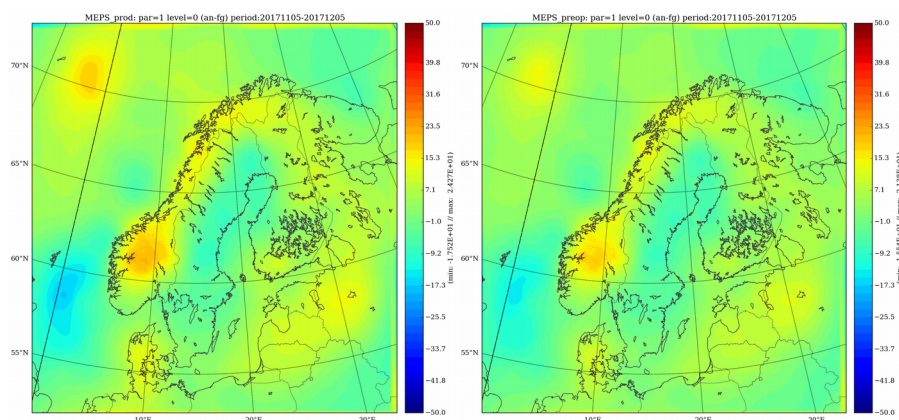 MEPS_prod: par=1 level=0 (an-fg) period:20171105-20171205
70°N
65°N
60°N
55°N
10°E
20°E
30°E
50.0
39.8
31.6
23.5
15.3
7.1
-1.0
-9.2
-17.3
-25.5
-33.7
-41.8
-50.0
(min: -1.752E+01 // max: 2.427E+01)
MEPS_preop: par=1 level=0 (an-fg) period:20171105-20171205
70°N
65°N
60°N
55°N
10°E
20°E
30°E
50.0
39.8
31.6
23.5
15.3
7.1
-1.0
-9.2
-17.3
-25.5
-33.7
-41.8
-50.0